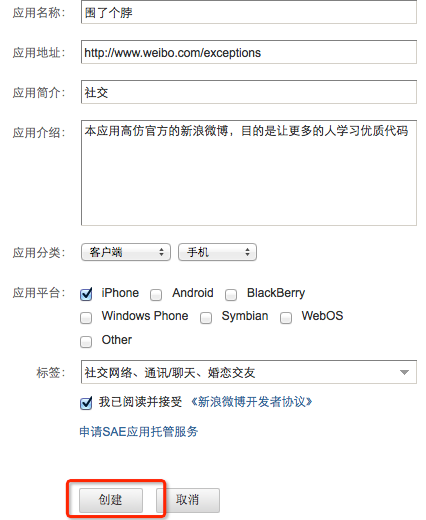 应用名称： 围了个脖
应用地址： http://www.weibo.com/exceptions
应用简介： 社交
应用介绍： 本应用高仿官方的新浪微博，目的是让更多的人学习优质代码
应用分类： 客户端 手机
应用平台： iPhone Android BlackBerry
Windows Phone Symbian WebOS
Other
标签： 社交网络、通讯/聊天、婚恋交友
我已阅读并接受 《新浪微博开发者协议》
申请SAE应用托管服务
创建 取消